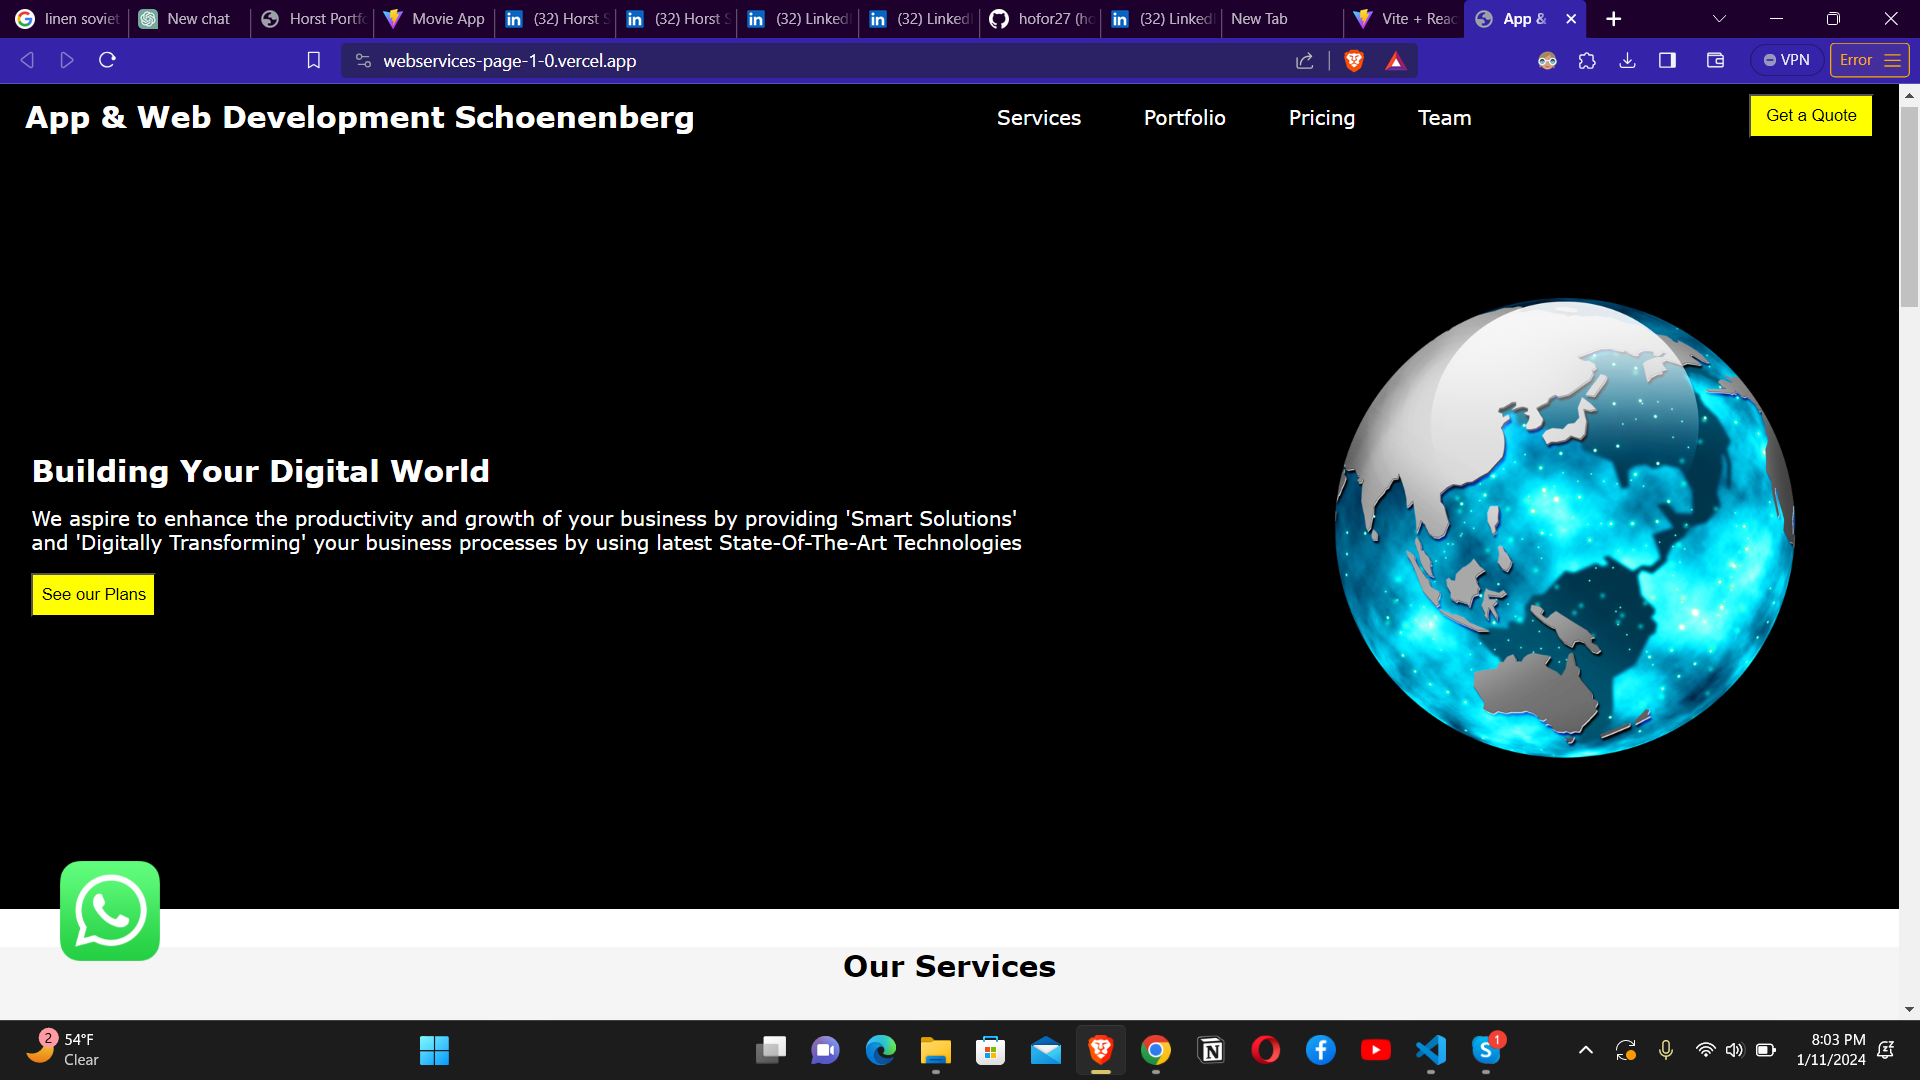 linen soviet
New chat
Horst Portfo
Movie App
(32) Horst S
(32) Horst S
(32) LinkedI
(32) LinkedI
hofor27 (ho
(32) LinkedI
New Tab
Vite + Reac
App &
webservices-page-1-0.vercel.app
VPN
Error
App & Web Development Schoenenberg
Services
Portfolio
Pricing
Team
Get a Quote
Building Your Digital World
We aspire to enhance the productivity and growth of your business by providing 'Smart Solutions'
and 'Digitally Transforming' your business processes by using latest State-Of-The-Art Technologies
See our Plans
Our Services
2
54°F
Clear
1
8:03 PM
1/11/2024